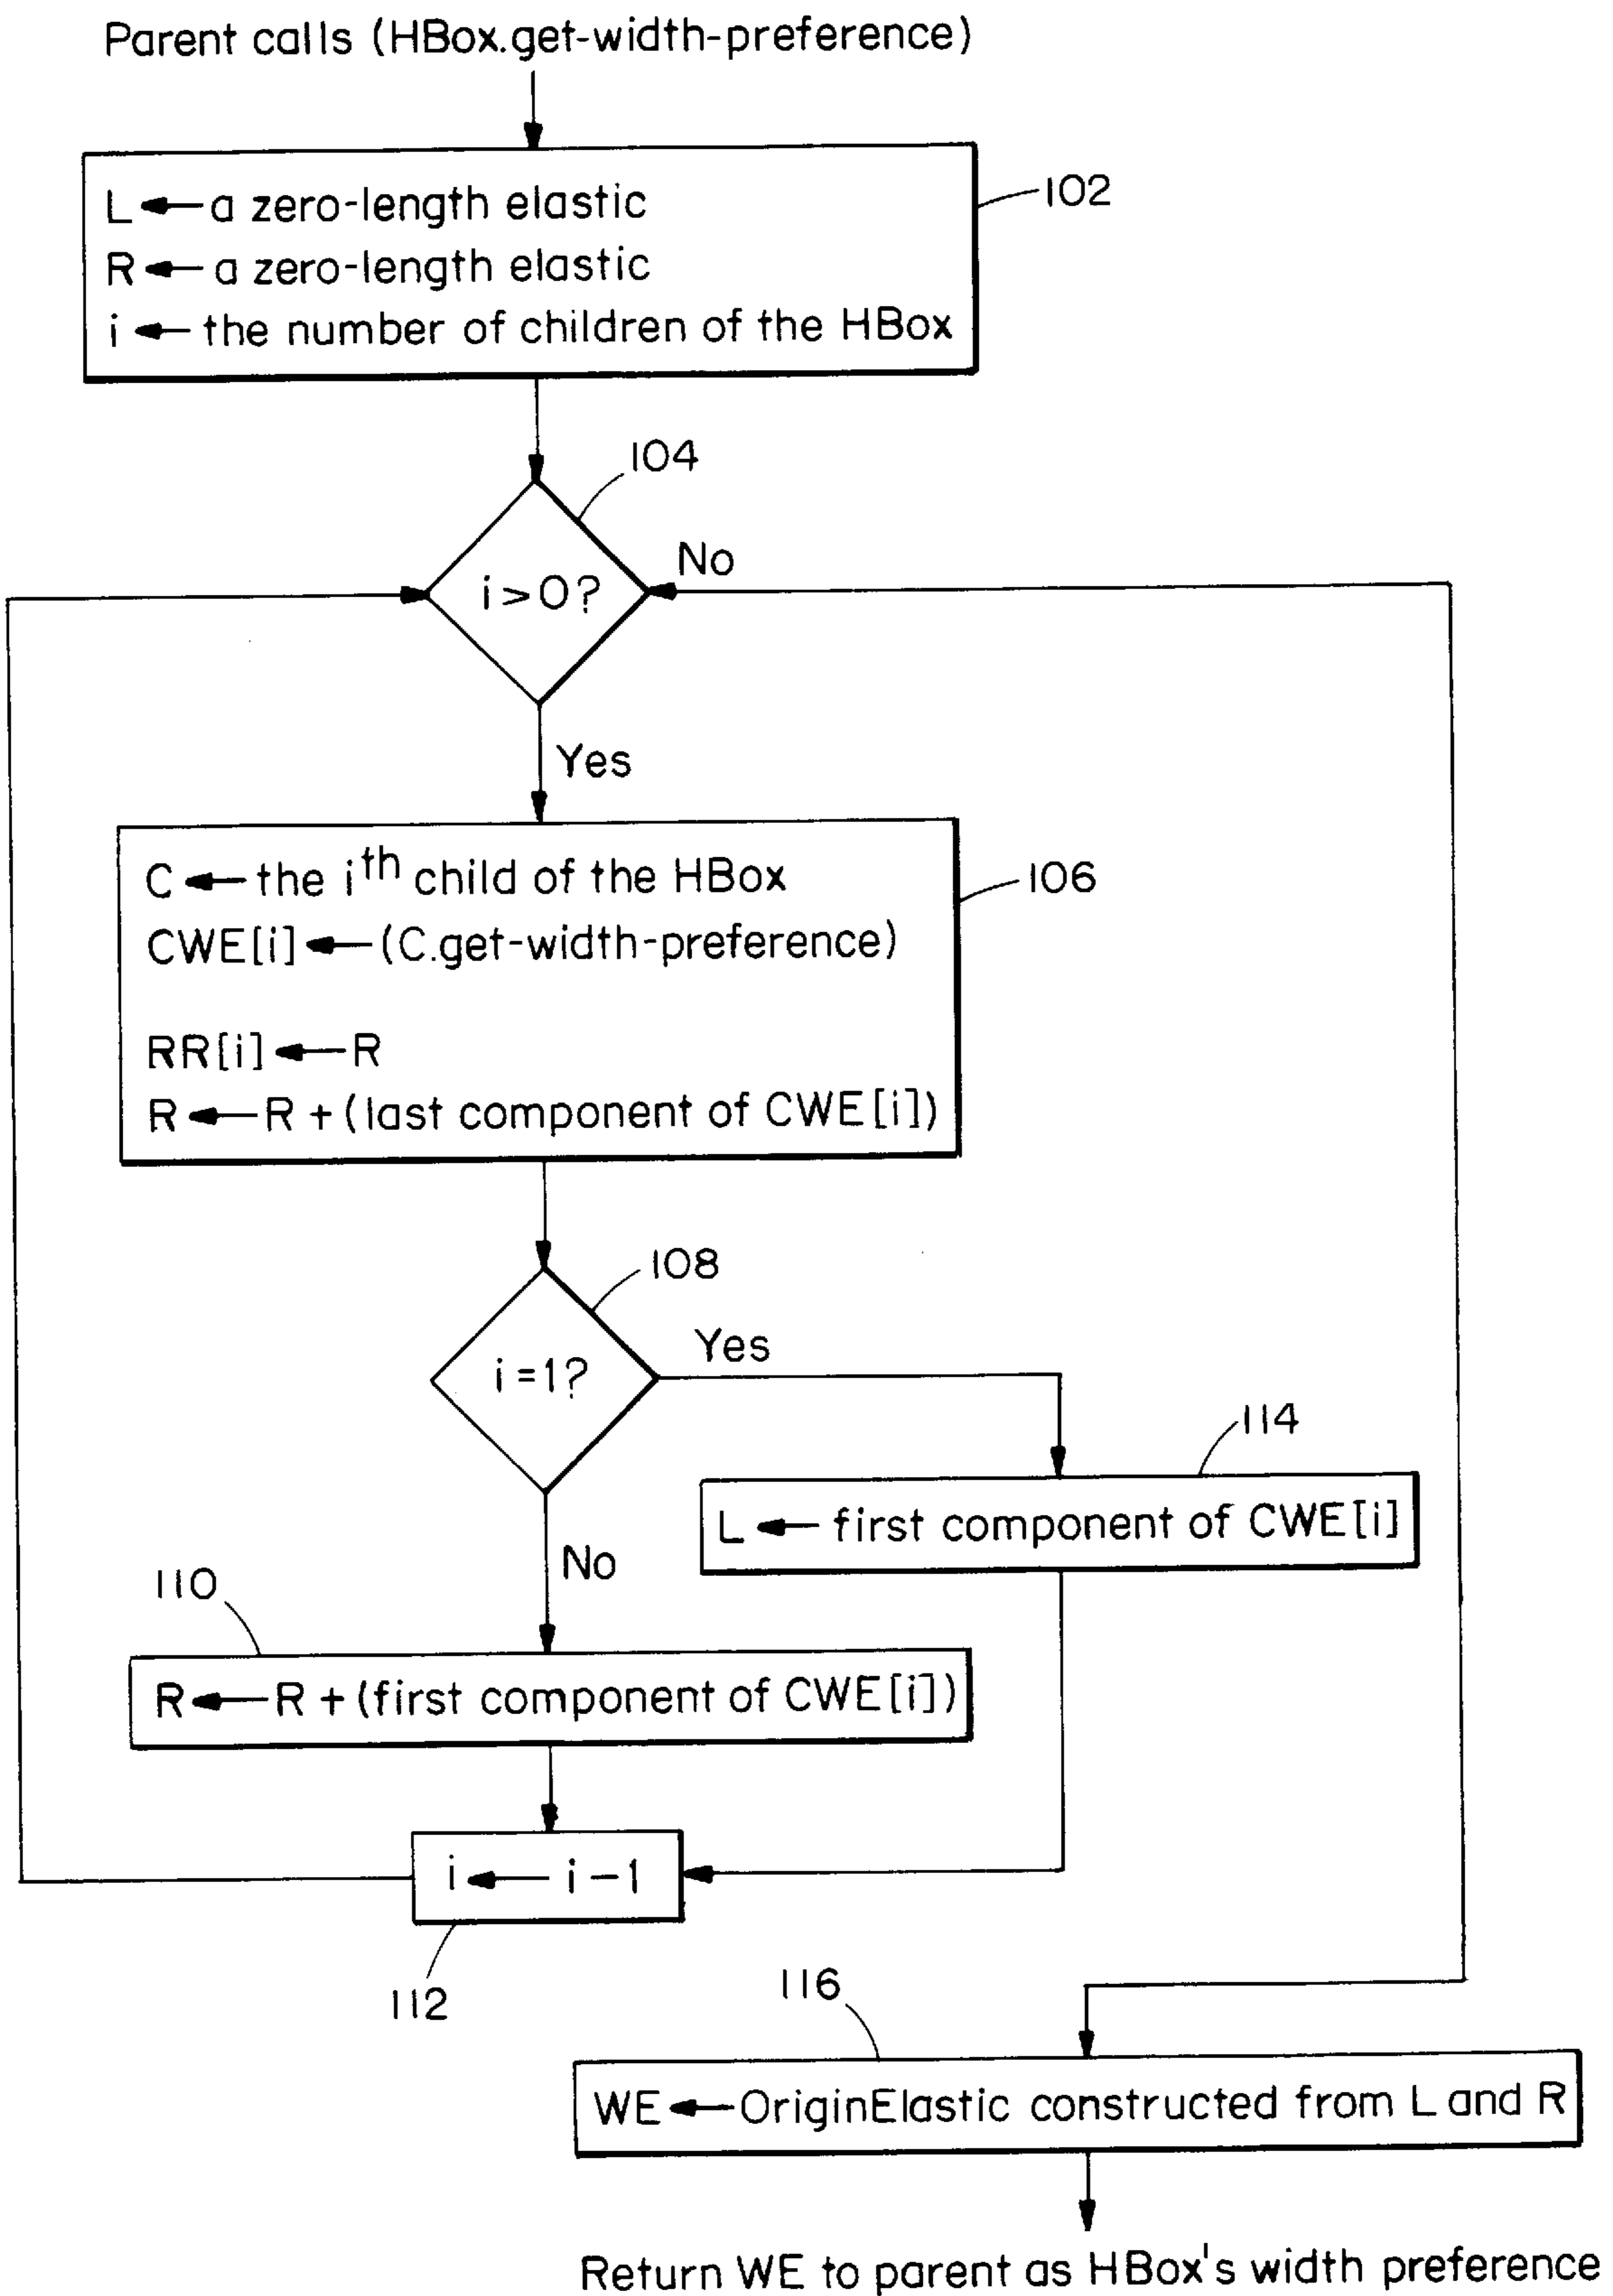 Parent calls (HBox.get-width-preference)
L ← a zero-length elastic
R ← a zero-length elastic
i ← the number of children of the HBox
102
104
i > 0?
No
Yes
C ← the ith child of the HBox
CWE[i] ← (C.get-width-preference)
RR[i] ← R
R ← R + (last component of CWE[i])
106
108
i = 1?
Yes
114
L ← first component of CWE[i]
No
110
R ← R + (first component of CWE[i])
i ← i - 1
112
116
WE ← OriginElastic constructed from L and R
Return WE to parent as HBox's width preference